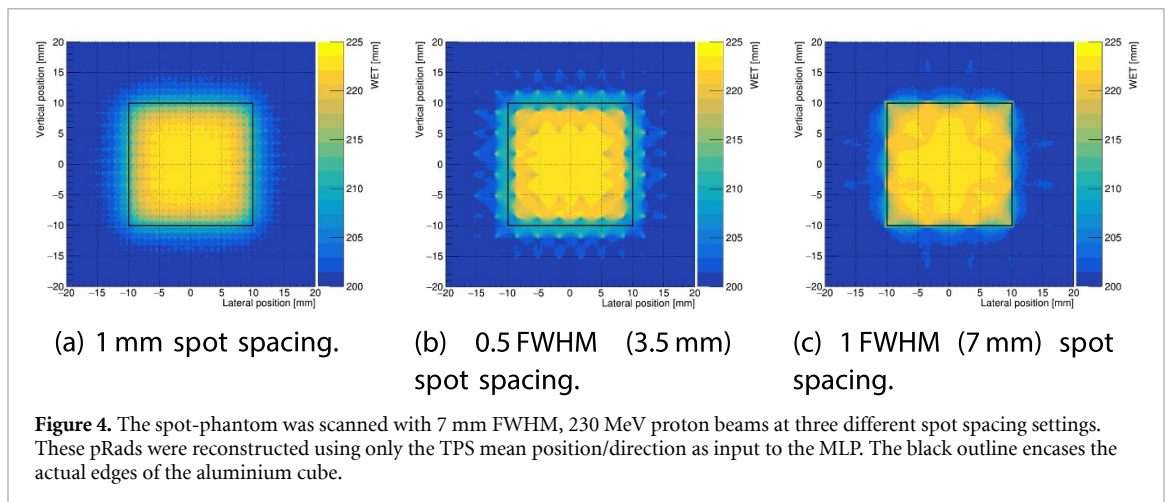 Vertical position [mm]
20
15
10
5
0
−5
−10
−15
−20
−20 −15 −10 −5 0 5 10 15 20
Lateral position [mm]
225
220
215
210
205
200
WET [mm]
Vertical position [mm]
20
15
10
5
0
−5
−10
−15
−20
−20 −15 −10 −5 0 5 10 15 20
Lateral position [mm]
225
220
215
210
205
200
WET [mm]
Vertical position [mm]
20
15
10
5
0
−5
−10
−15
−20
−20 −15 −10 −5 0 5 10 15 20
Lateral position [mm]
225
220
215
210
205
200
WET [mm]
(a) 1 mm spot spacing.
(b) 0.5 FWHM (3.5 mm)
spot spacing.
(c) 1 FWHM (7 mm) spot
spacing.
Figure 4. The spot-phantom was scanned with 7 mm FWHM, 230 MeV proton beams at three different spot spacing settings.
These pRads were reconstructed using only the TPS mean position/direction as input to the MLP. The black outline encases the
actual edges of the aluminium cube.